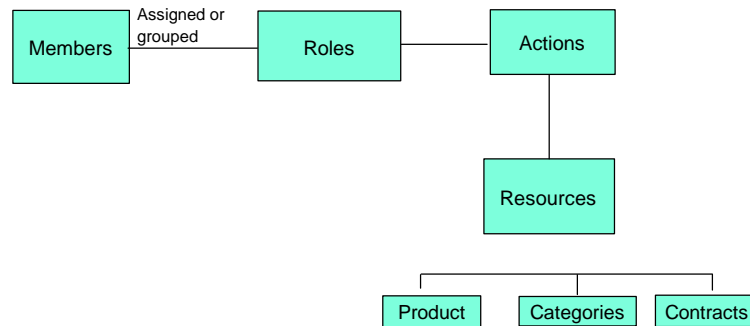 Assigned or
grouped
Members
Roles
Actions
Resources
Product
Categories
Contracts